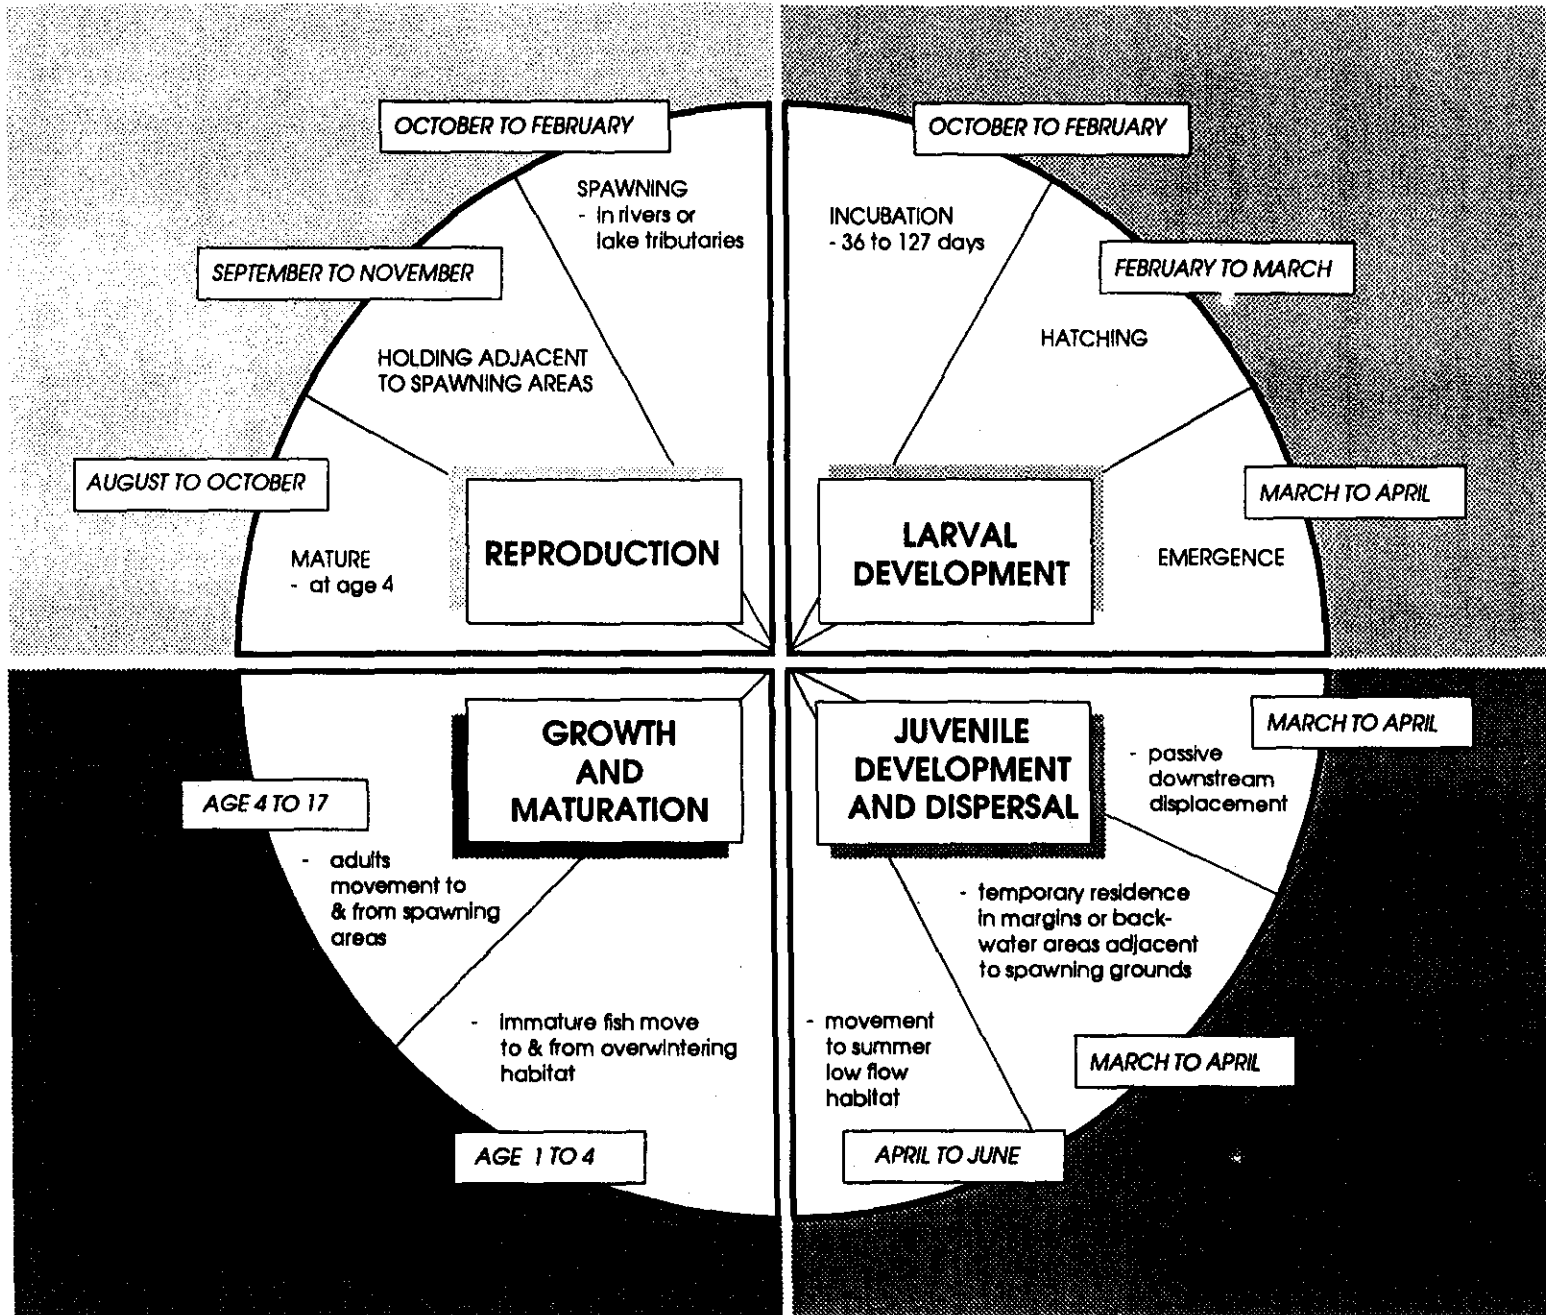 OCTOBER TO FEBRUARY
SPAWNING
- in rivers or
lake tributaries
SEPTEMBER TO NOVEMBER
HOLDING ADJACENT
TO SPAWNING AREAS
AUGUST TO OCTOBER
MATURE
- at age 4
REPRODUCTION
OCTOBER TO FEBRUARY
INCUBATION
- 36 to 127 days
FEBRUARY TO MARCH
HATCHING
MARCH TO APRIL
EMERGENCE
LARVAL
DEVELOPMENT
JUVENILE
DEVELOPMENT
AND DISPERSAL
MARCH TO APRIL
- passive
downstream
displacement
- temporary residence
in margins or back-
water areas adjacent
to spawning grounds
MARCH TO APRIL
- movement
to summer
low flow
habitat
APRIL TO JUNE
GROWTH
AND
MATURATION
AGE 4 TO 17
- adults
movement to
& from spawning
areas
- immature fish move
to & from overwintering
habitat
AGE 1 TO 4